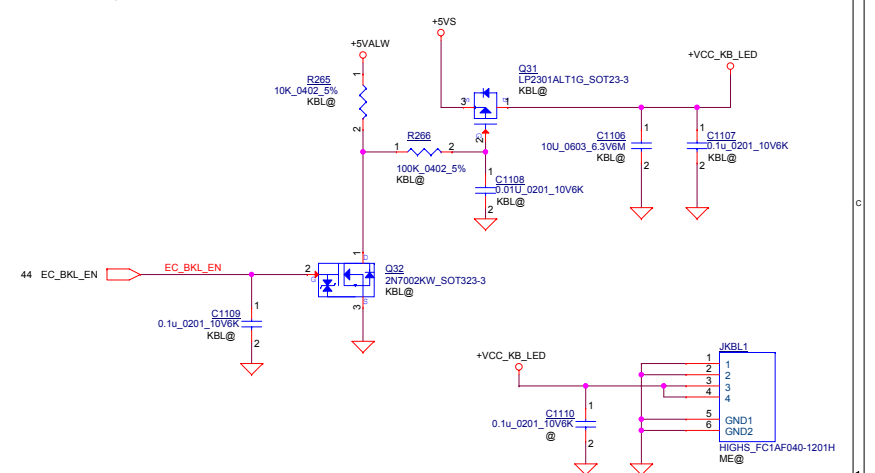 +5VS
+5VALW
+VCC_KB_LED
Q31
LP2301ALT1G_SOT23-3
KBL@
R265
10K_0402_5%
KBL@
1
2
3
S
D
1
G
2
R266
1
2
100K_0402_5%
KBL@
C1106
10U_0603_6.3V6M
KBL@
1
2
C1107
0.1u_0201_10V6K
KBL@
1
2
C1108
0.01U_0201_10V6K
KBL@
1
2
C
44 EC_BKL_EN
EC_BKL_EN
2
G
1
D
3
S
Q32
2N7002KW_SOT323-3
KBL@
C1109
0.1u_0201_10V6K
KBL@
1
2
+VCC_KB_LED
C1110
0.1u_0201_10V6K
@
1
2
JKBL1
1 1
2 2
3 3
4 4
5 GND1
6 GND2
HIGHS_FC1AF040-1201H
ME@